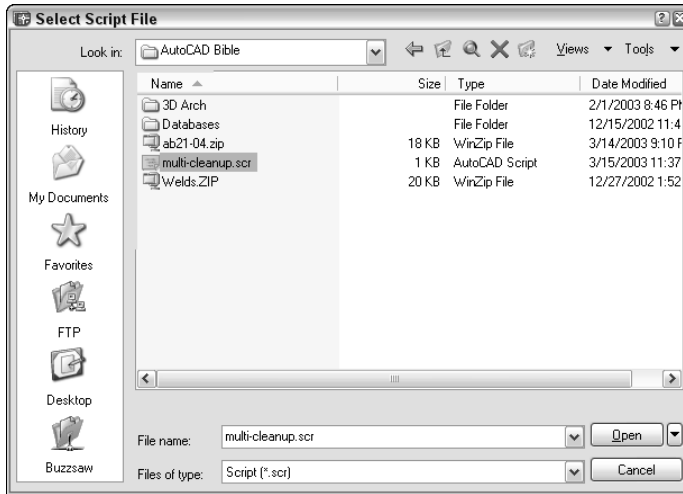 Select Script File
Look in: AutoCAD Bible Views Tools
Name Size Type Date Modified
3D Arch File Folder 2/1/2003 8:46 
Databases File Folder 12/15/2002 11:4
ab21-04.zip 18 KB WinZip File 3/14/2003 9:10
multi-cleanup.scr 1 KB AutoCAD Script 3/15/2003 11:37
Welds.ZIP 20 KB WinZip File 12/27/2002 1:52
History
My Documents
Favorites
FTP
Desktop
Buzzsaw
File name: multi-cleanup.scr Open
Files of type: Script (*.scr) Cancel